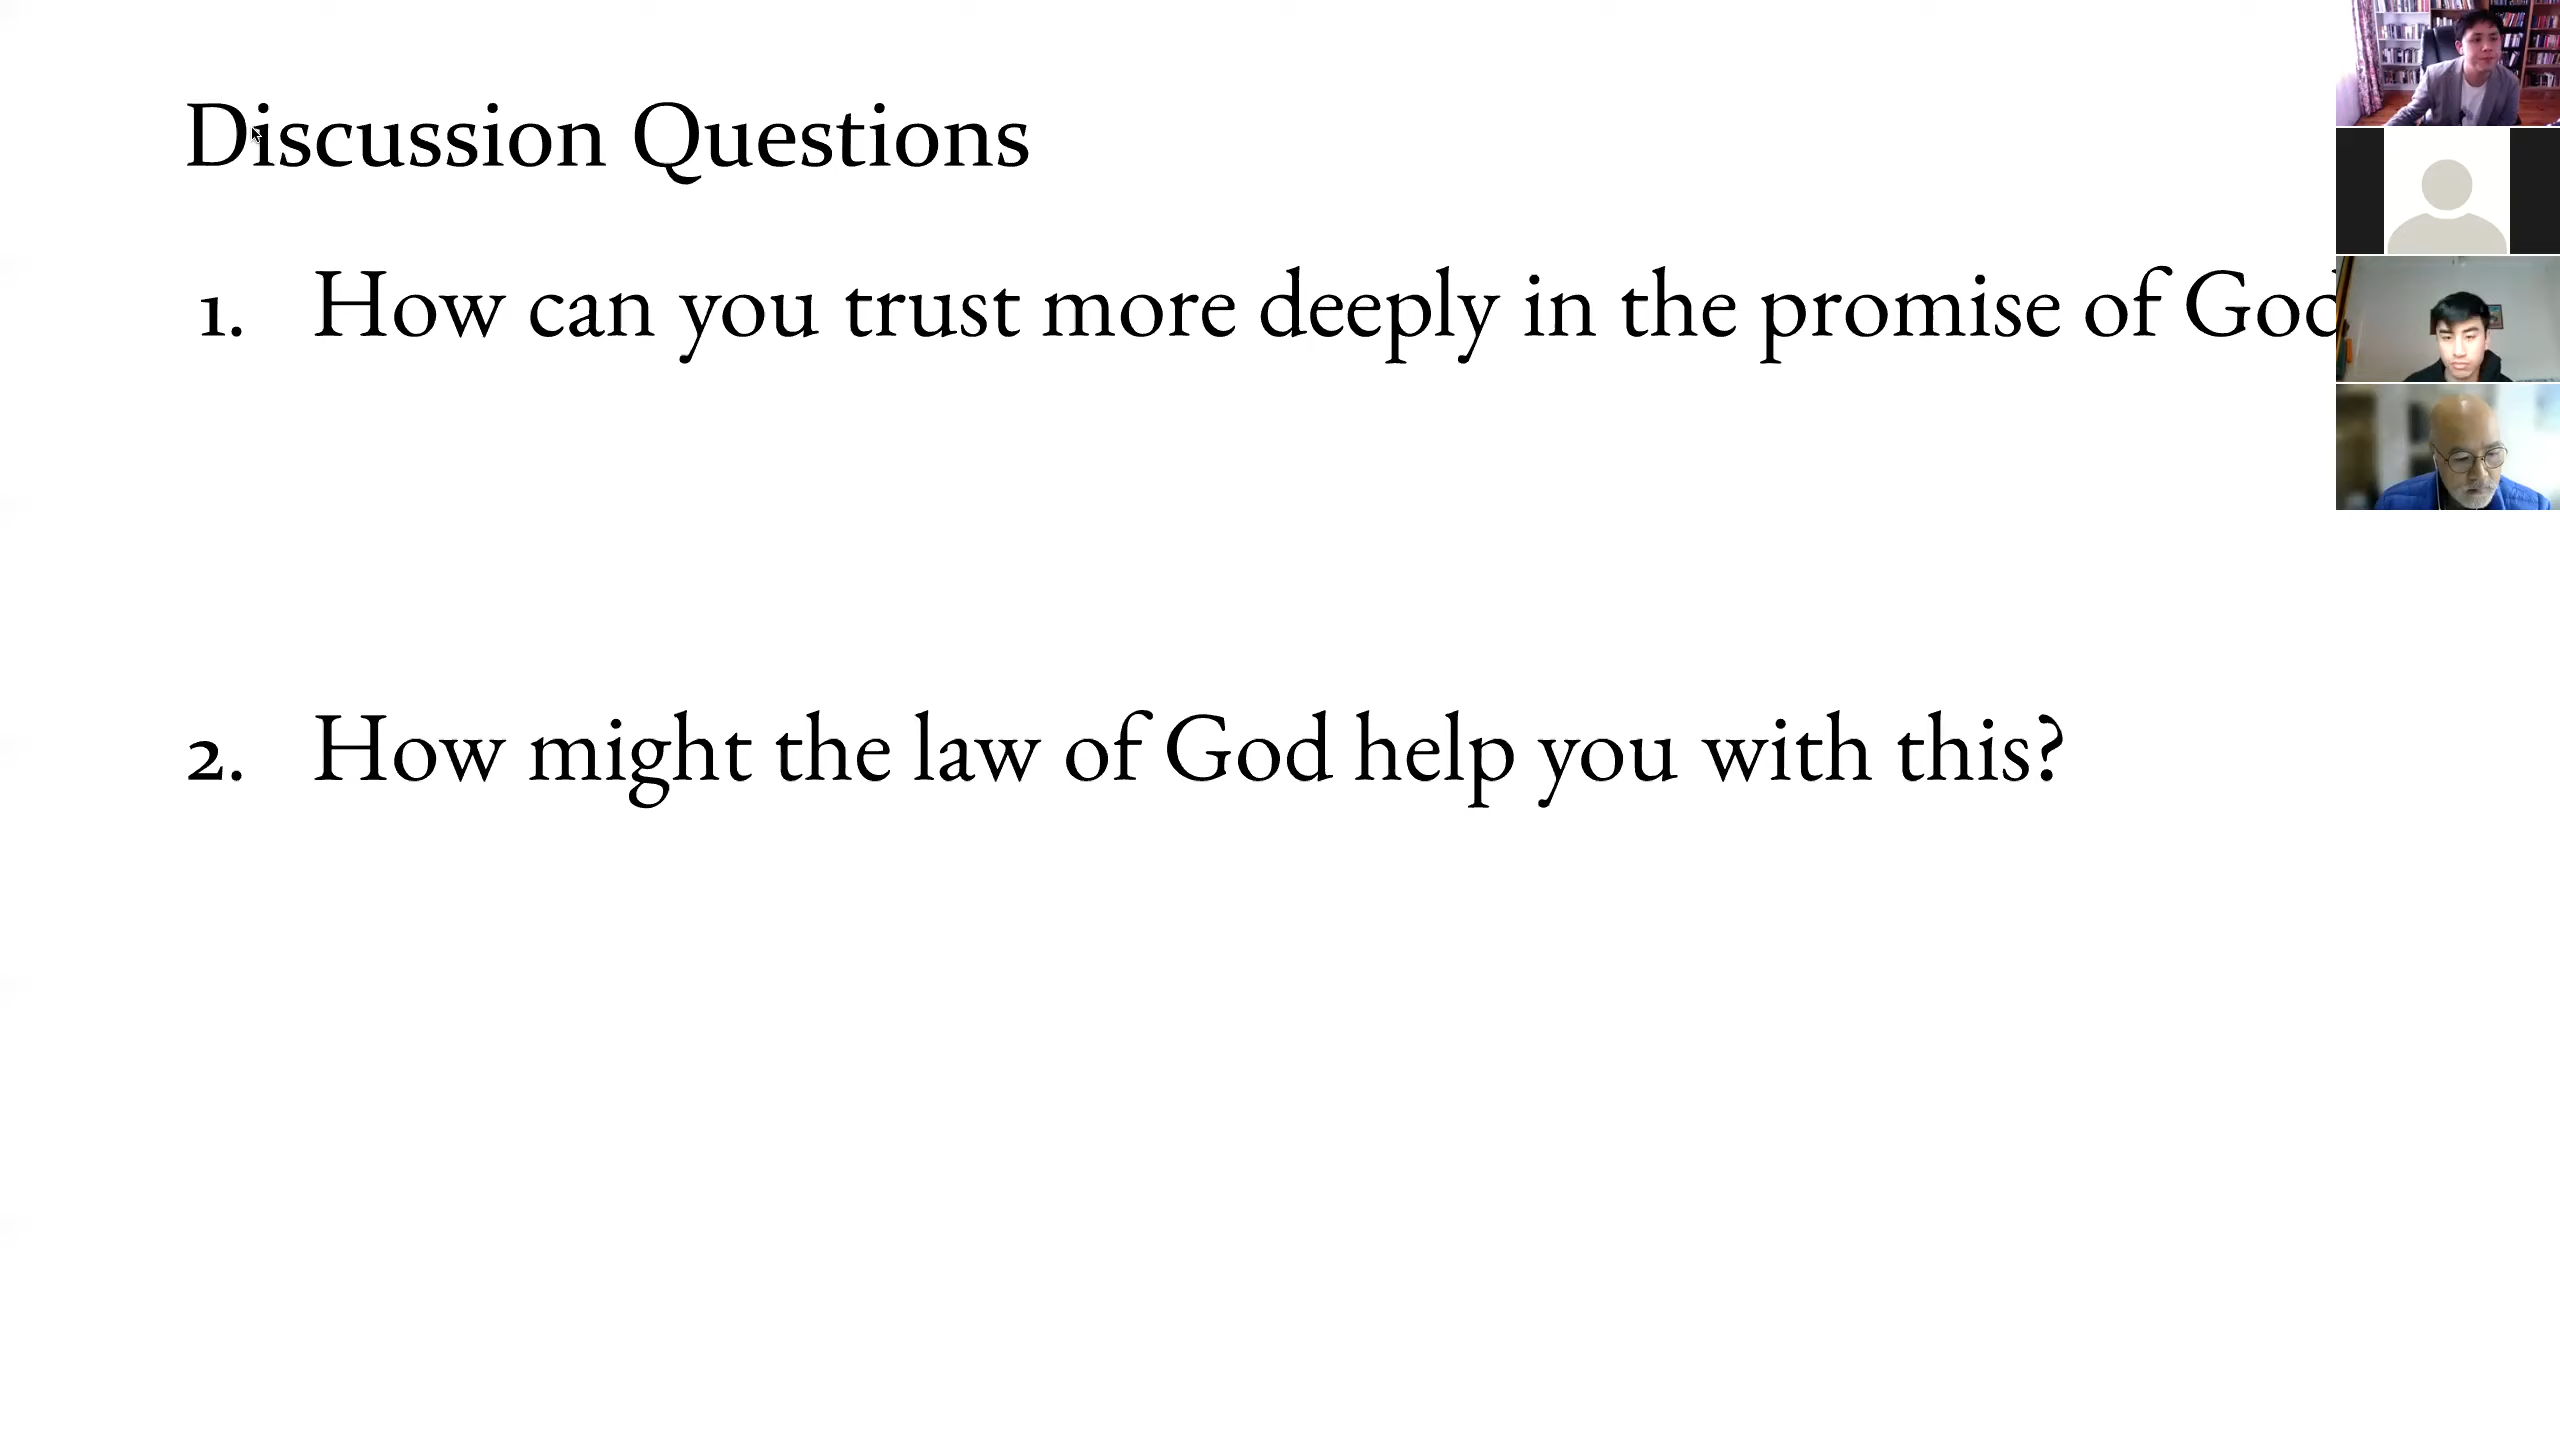 Discussion Questions
1. How can you trust more deeply in the promise of God
2. How might the law of God help you with this?